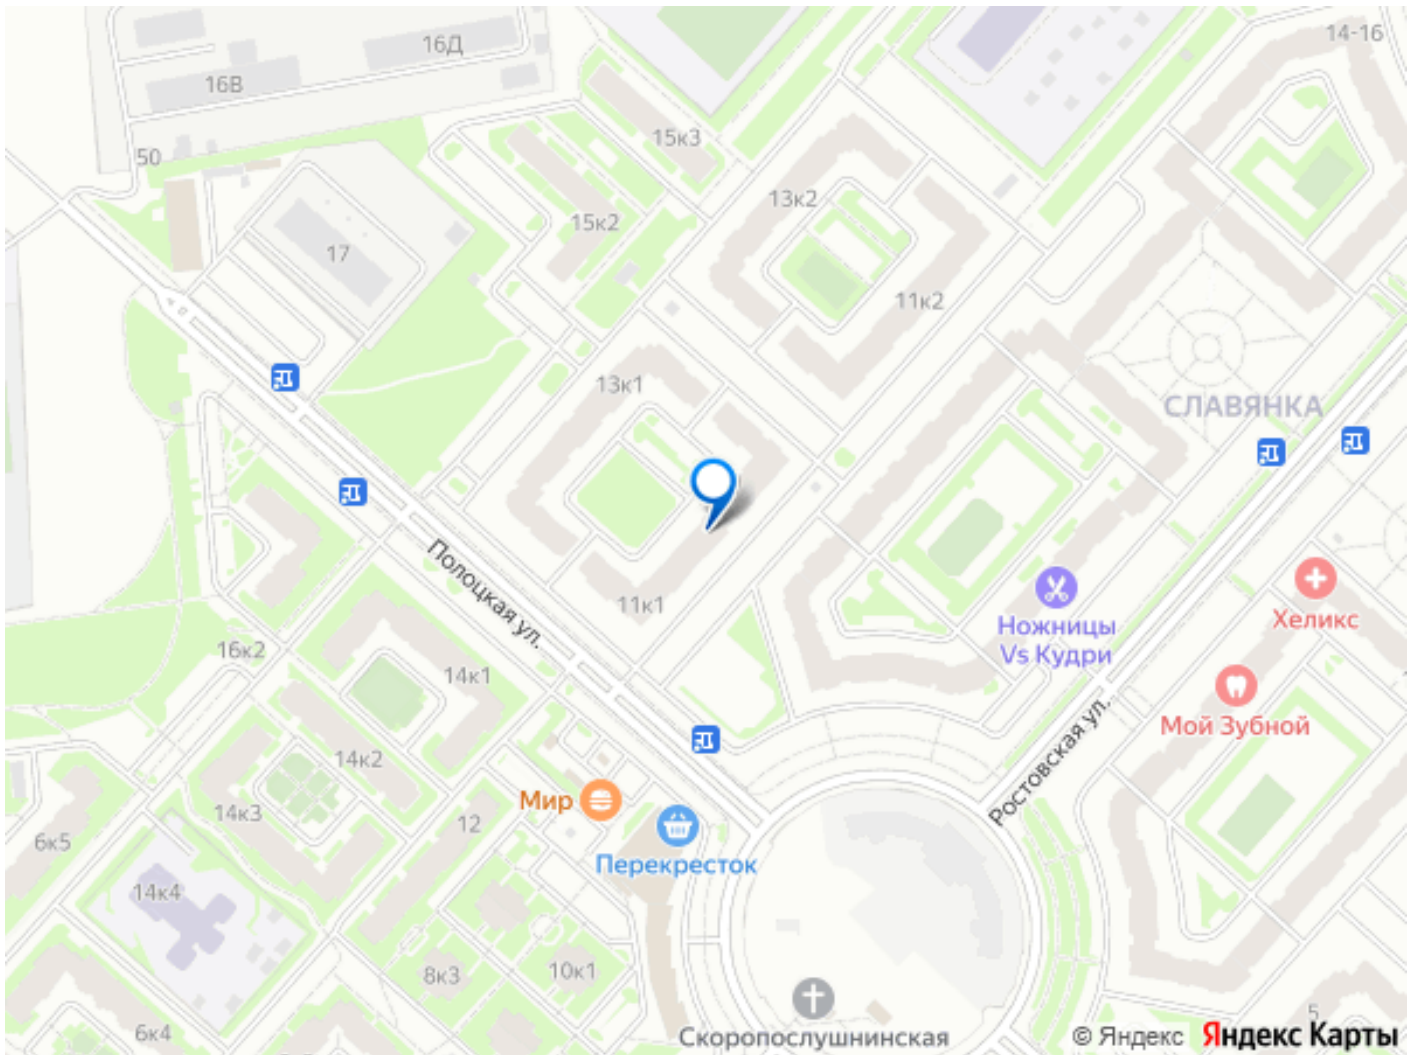 14-16
16Д
16В
15к3
50
13к2
15к2
17
11к2
13к1
СЛАВЯНКА
Полоцкая ул.
11к1
Ножницы
Vs Кудри
Хеликс
16к2
14к1
Мой Зубной
Ростовская ул.
14к2
Мир
14к3
12
6к5
Перекресток
14к4
8к3
10к1
5
6к4
Скоропослушнинская
© Яндекс Яндекс Карты